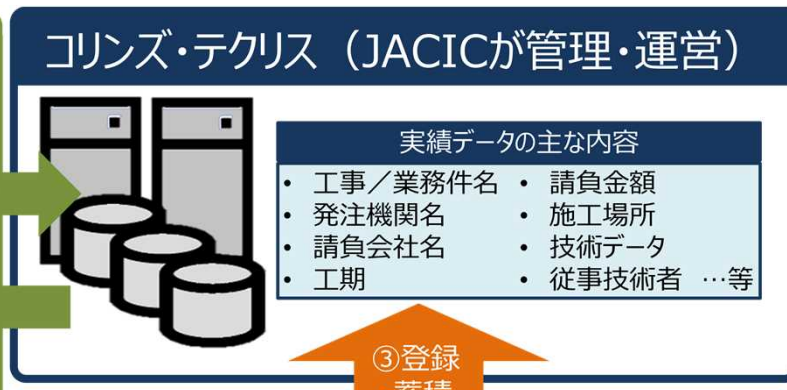 コリンズ・テクリス（JACICが管理・運営）
実績データの主な内容
• 工事／業務件名 • 請負金額
• 発注機関名 • 施工場所
• 請負会社名 • 技術データ
• 工期 • 従事技術者 …等
③登録
蓄積